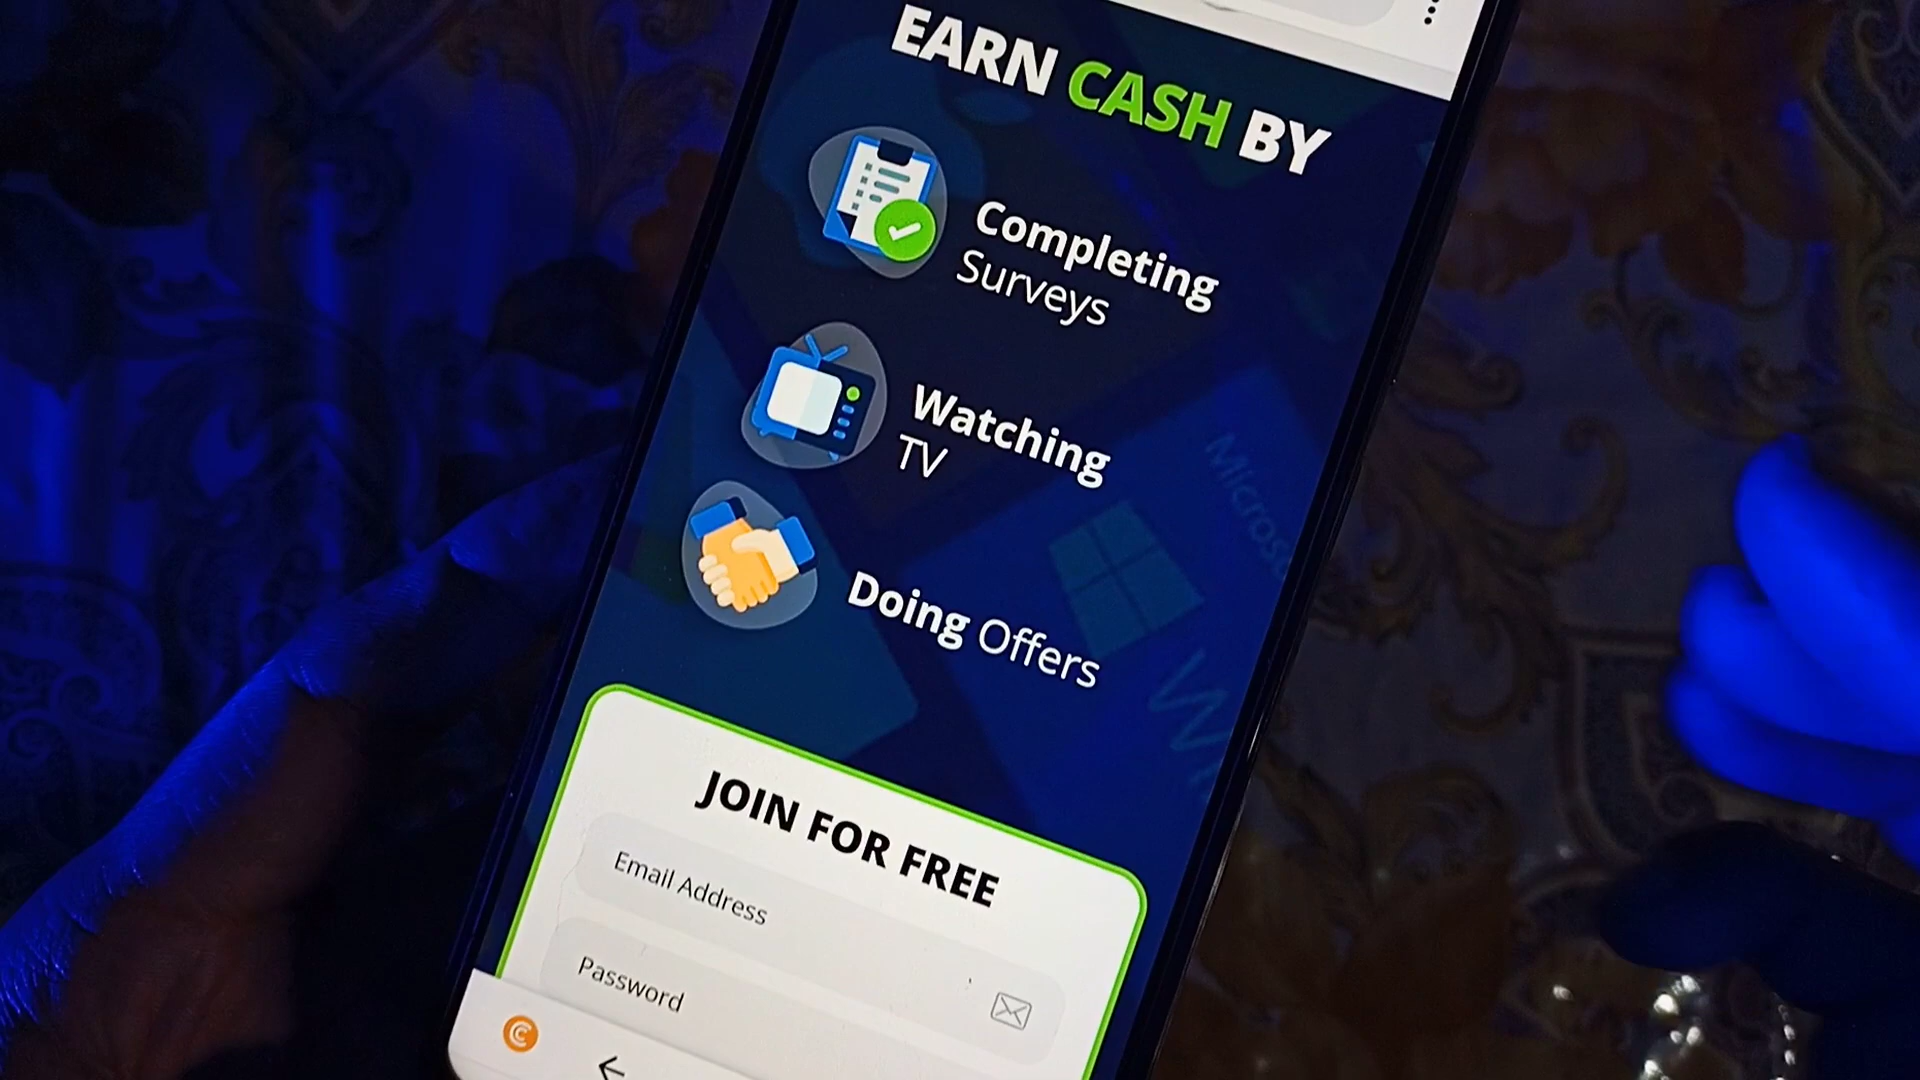 EARN CASH BY
Completing
Surveys
Watching
TV
Doing Offers
JOIN FOR FREE
Email Address
Password